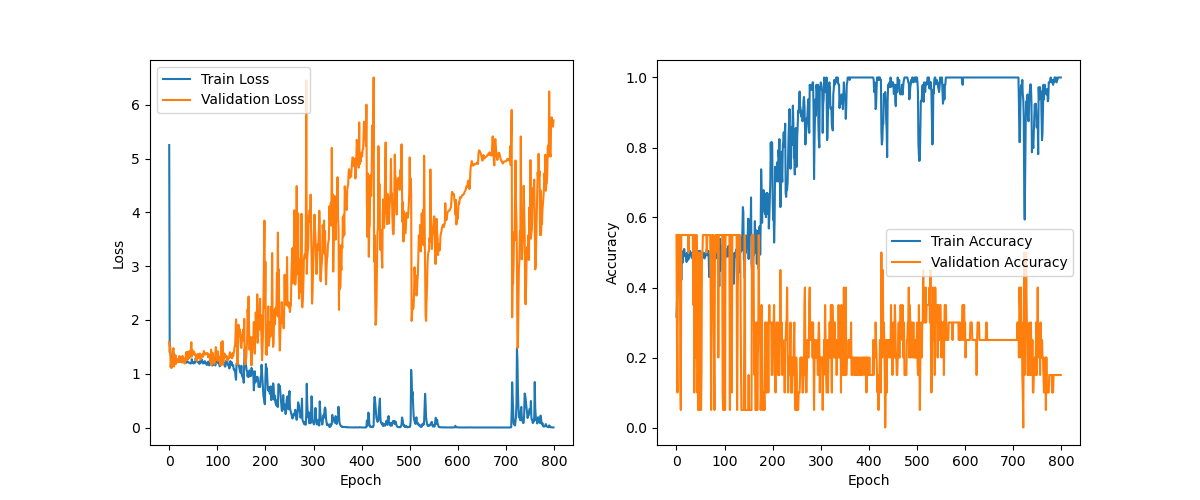 Train Loss
Validation Loss
Loss
6
5
4
3
2
1
0
0 100 200 300 400 500 600 700 800
Epoch
Train Accuracy
Validation Accuracy
Accuracy
1.0
0.8
0.6
0.4
0.2
0.0
0 100 200 300 400 500 600 700 800
Epoch